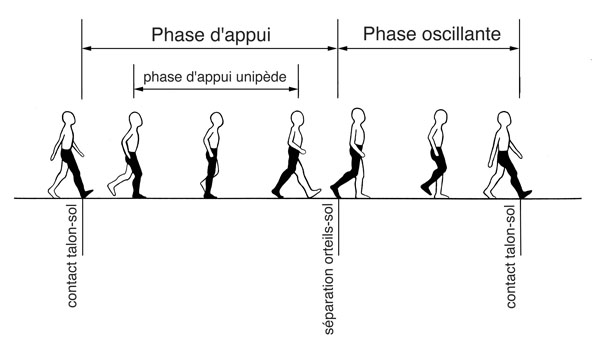 Phase d'appui
Phase oscillante
phase d'appui unipède
contact talon-sol
séparation orteils-sol
contact talon-sol